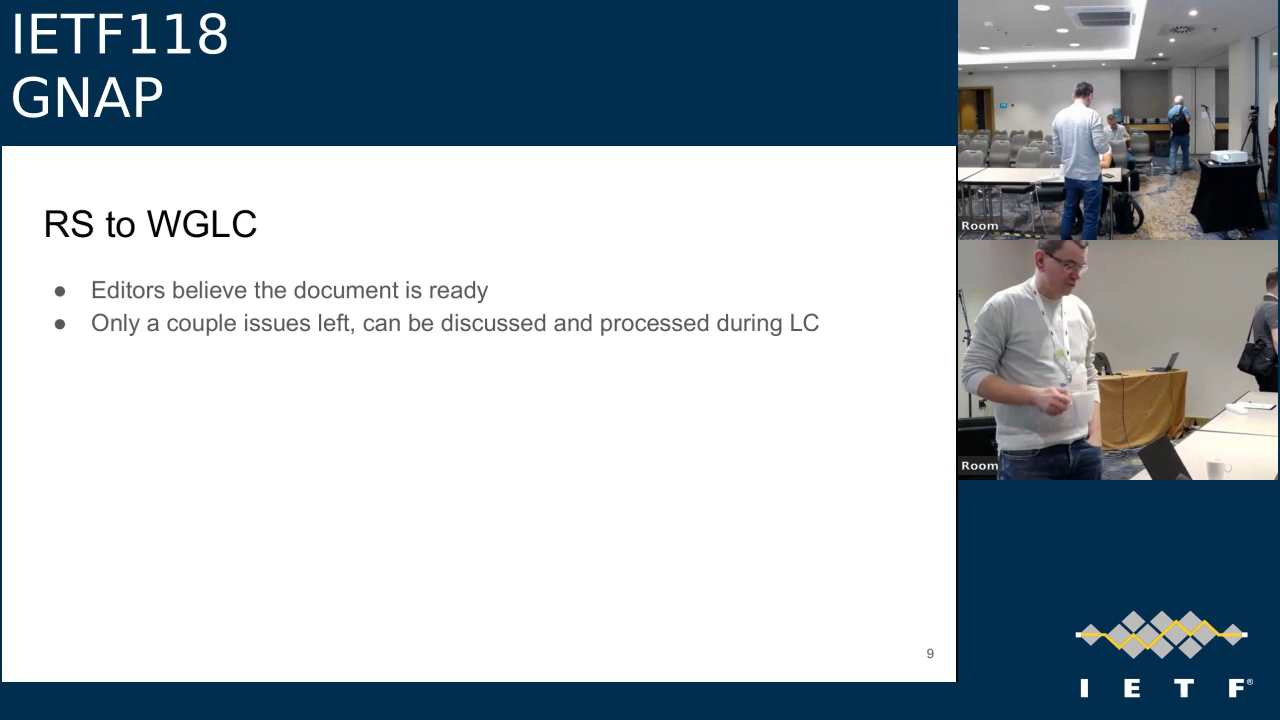 IETF118
GNAP
RS to WGLC
● Editors believe the document is ready
● Only a couple issues left, can be discussed and processed during LC
9
Room
Room
I E T F®